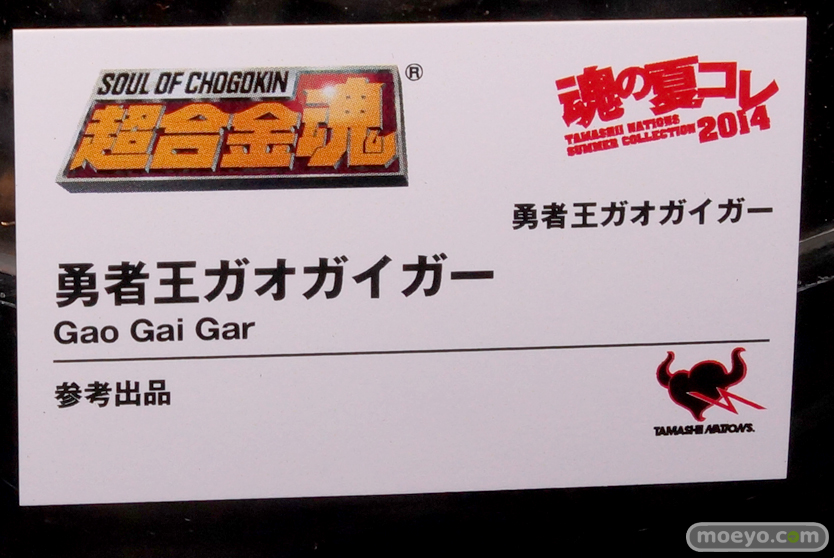 SOUL OF CHOGOKIN
超合金魂®
魂の夏コレ
TAMASHII NATIONS
SUMMER COLLECTION 2014
勇者王ガオガイガー
勇者王ガオガイガー
Gao Gai Gar
参考出品
TAMASHII NATIONS.
moeyo.com